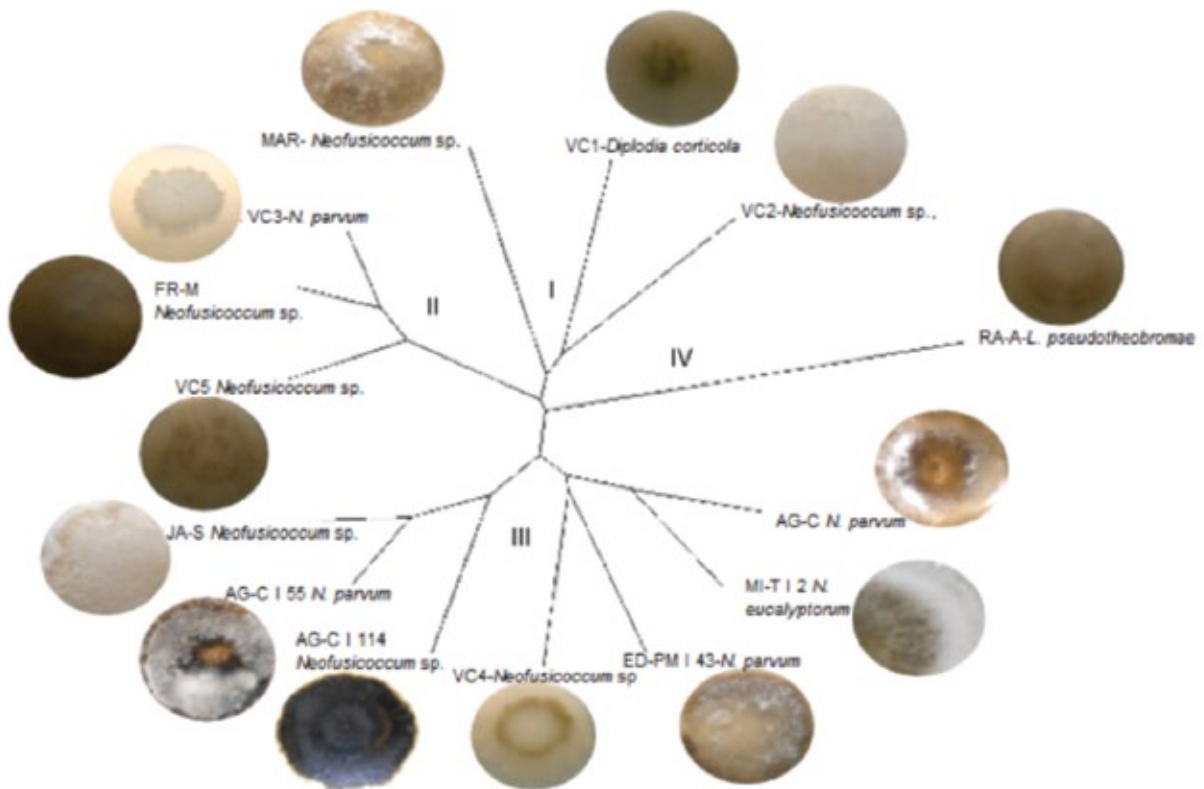 MAR- Neofusicoccum sp.
VC1-Diplodia corticola
VC2-Neofusicoccum sp.,
VC3-N. parvum
FR-M
Neofusicoccum sp.
I
II
IV
RA-A-L. pseudotheobromae
VC5 Neofusicoccum sp.
JA-S Neofusicoccum sp.
AG-C N. parvum
III
AG-C I 55 N. parvum
MI-T I 2 N.
eucalyptorum
AG-C I 114
Neofusicoccum sp.
VC4-Neofusicoccum sp
ED-PM I 43-N. parvum